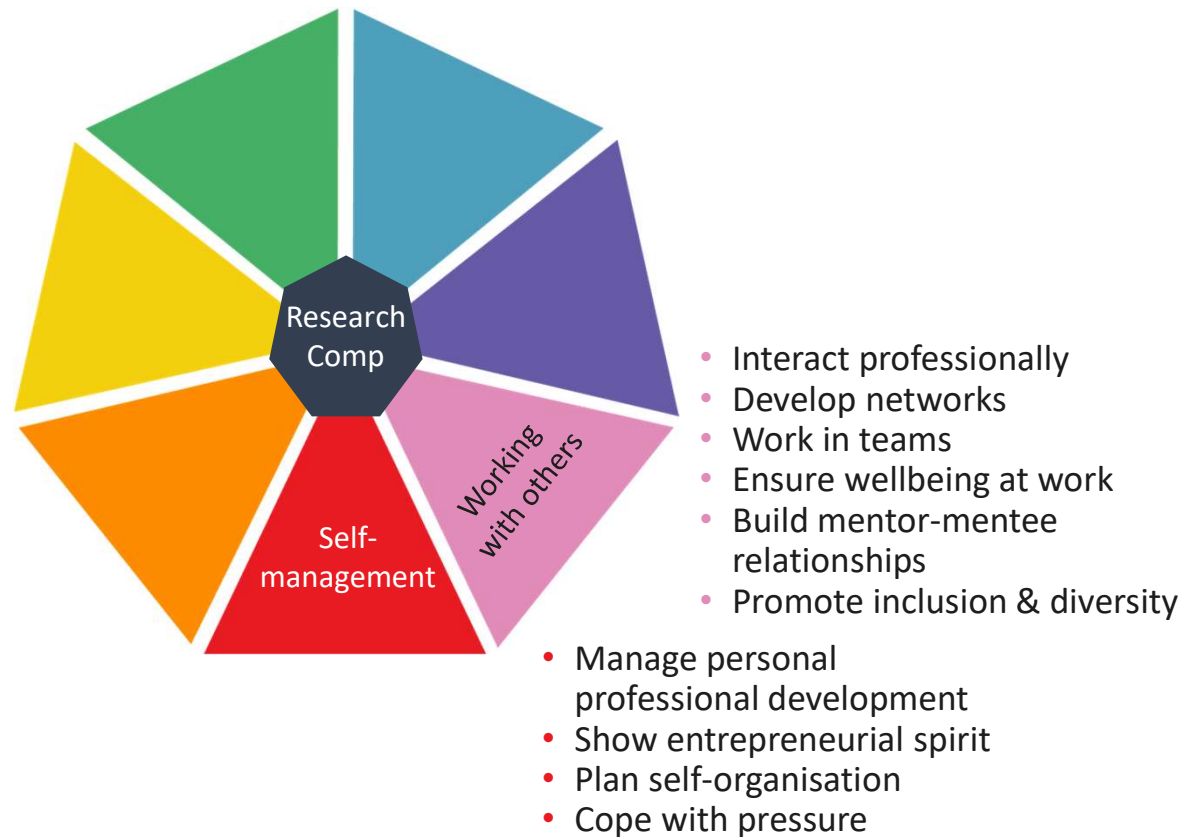 Research
Comp
Working
with others
Self-
management
• Interact professionally
• Develop networks
• Work in teams
• Ensure wellbeing at work
• Build mentor-mentee
relationships
• Promote inclusion & diversity
• Manage personal
professional development
• Show entrepreneurial spirit
• Plan self-organisation
• Cope with pressure